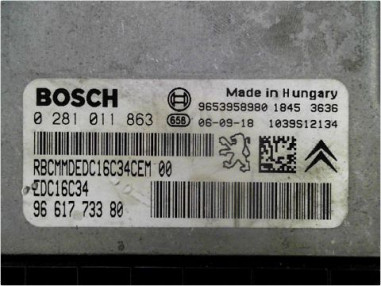 BOSCH
Made in Hungary
9653958980 1845 3636
0 281 011 863 658 06-09-18 1039S12134
RBCMMDEDC16C34CEM 00
EDC16C34
96 617 733 80